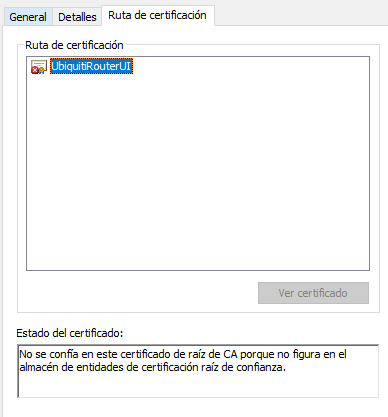 General Detalles Ruta de certificación
Ruta de certificación
UbiquitiRouterUI
Ver certificado
Estado del certificado:
No se confía en este certificado de raíz de CA porque no figura en el
almacén de entidades de certificación raíz de confianza.